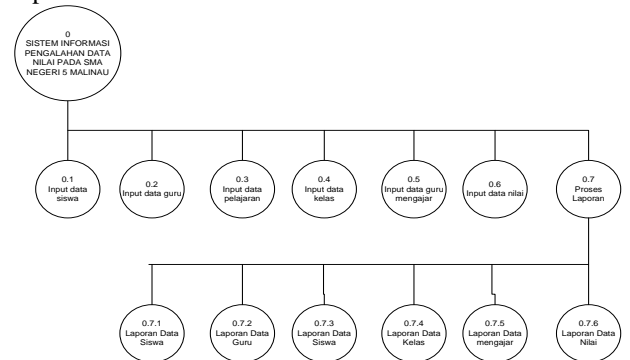 0
SISTEM INFORMASI
PENGALAHAN DATA
NILAI PADA SMA
NEGERI 5 MALINAU
0.1
Input data
siswa
0.2
Input data guru
0.3
Input data
pelajaran
0.4
Input data
kelas
0.5
Input data guru
mengajar
0.6
Input data nilai
0.7
Proses
Laporan
0.7.1
Laporan Data
Siswa
0.7.2
Laporan Data
Guru
0.7.3
Laporan Data
Siswa
0.7.4
Laporan Data
Kelas
0.7.5
Laporan Data
mengajar
0.7.6
Laporan Data
Nilai